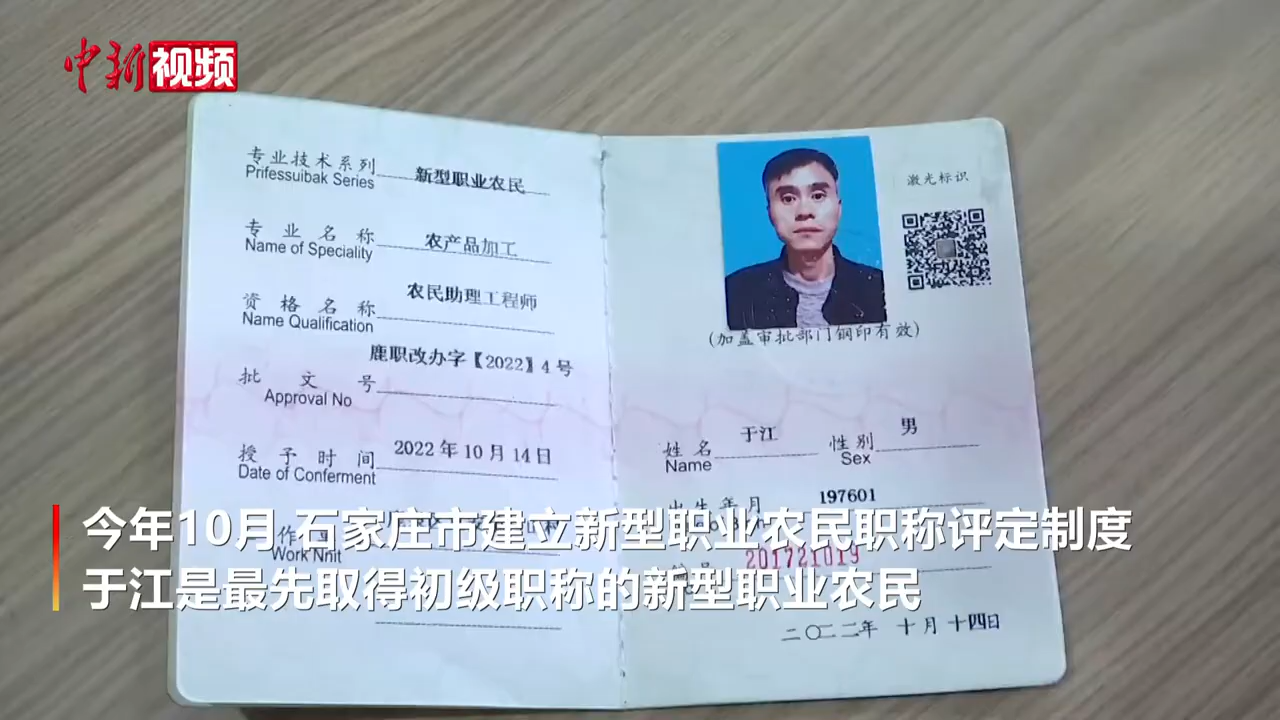 中新视频
专业技术系列 新型职业农民
Prifessuibak Series
专业名称 农产品加工
Name of Speciality
资格名称 农民助理工程师
Name Qualification
鹿职改办字【2022】4号
批文号
Approval No
授予时间 2022年10月14日
Date of Conferment
Work Nnit
激光标识
(加盖审批部门钢印有效)
姓名 于江 性别 男
Name Sex
出生年月 197601
201721019
二〇二二年 十月 十四日
今年10月 石家庄市建立新型职业农民职称评定制度
于江是最先取得初级职称的新型职业农民